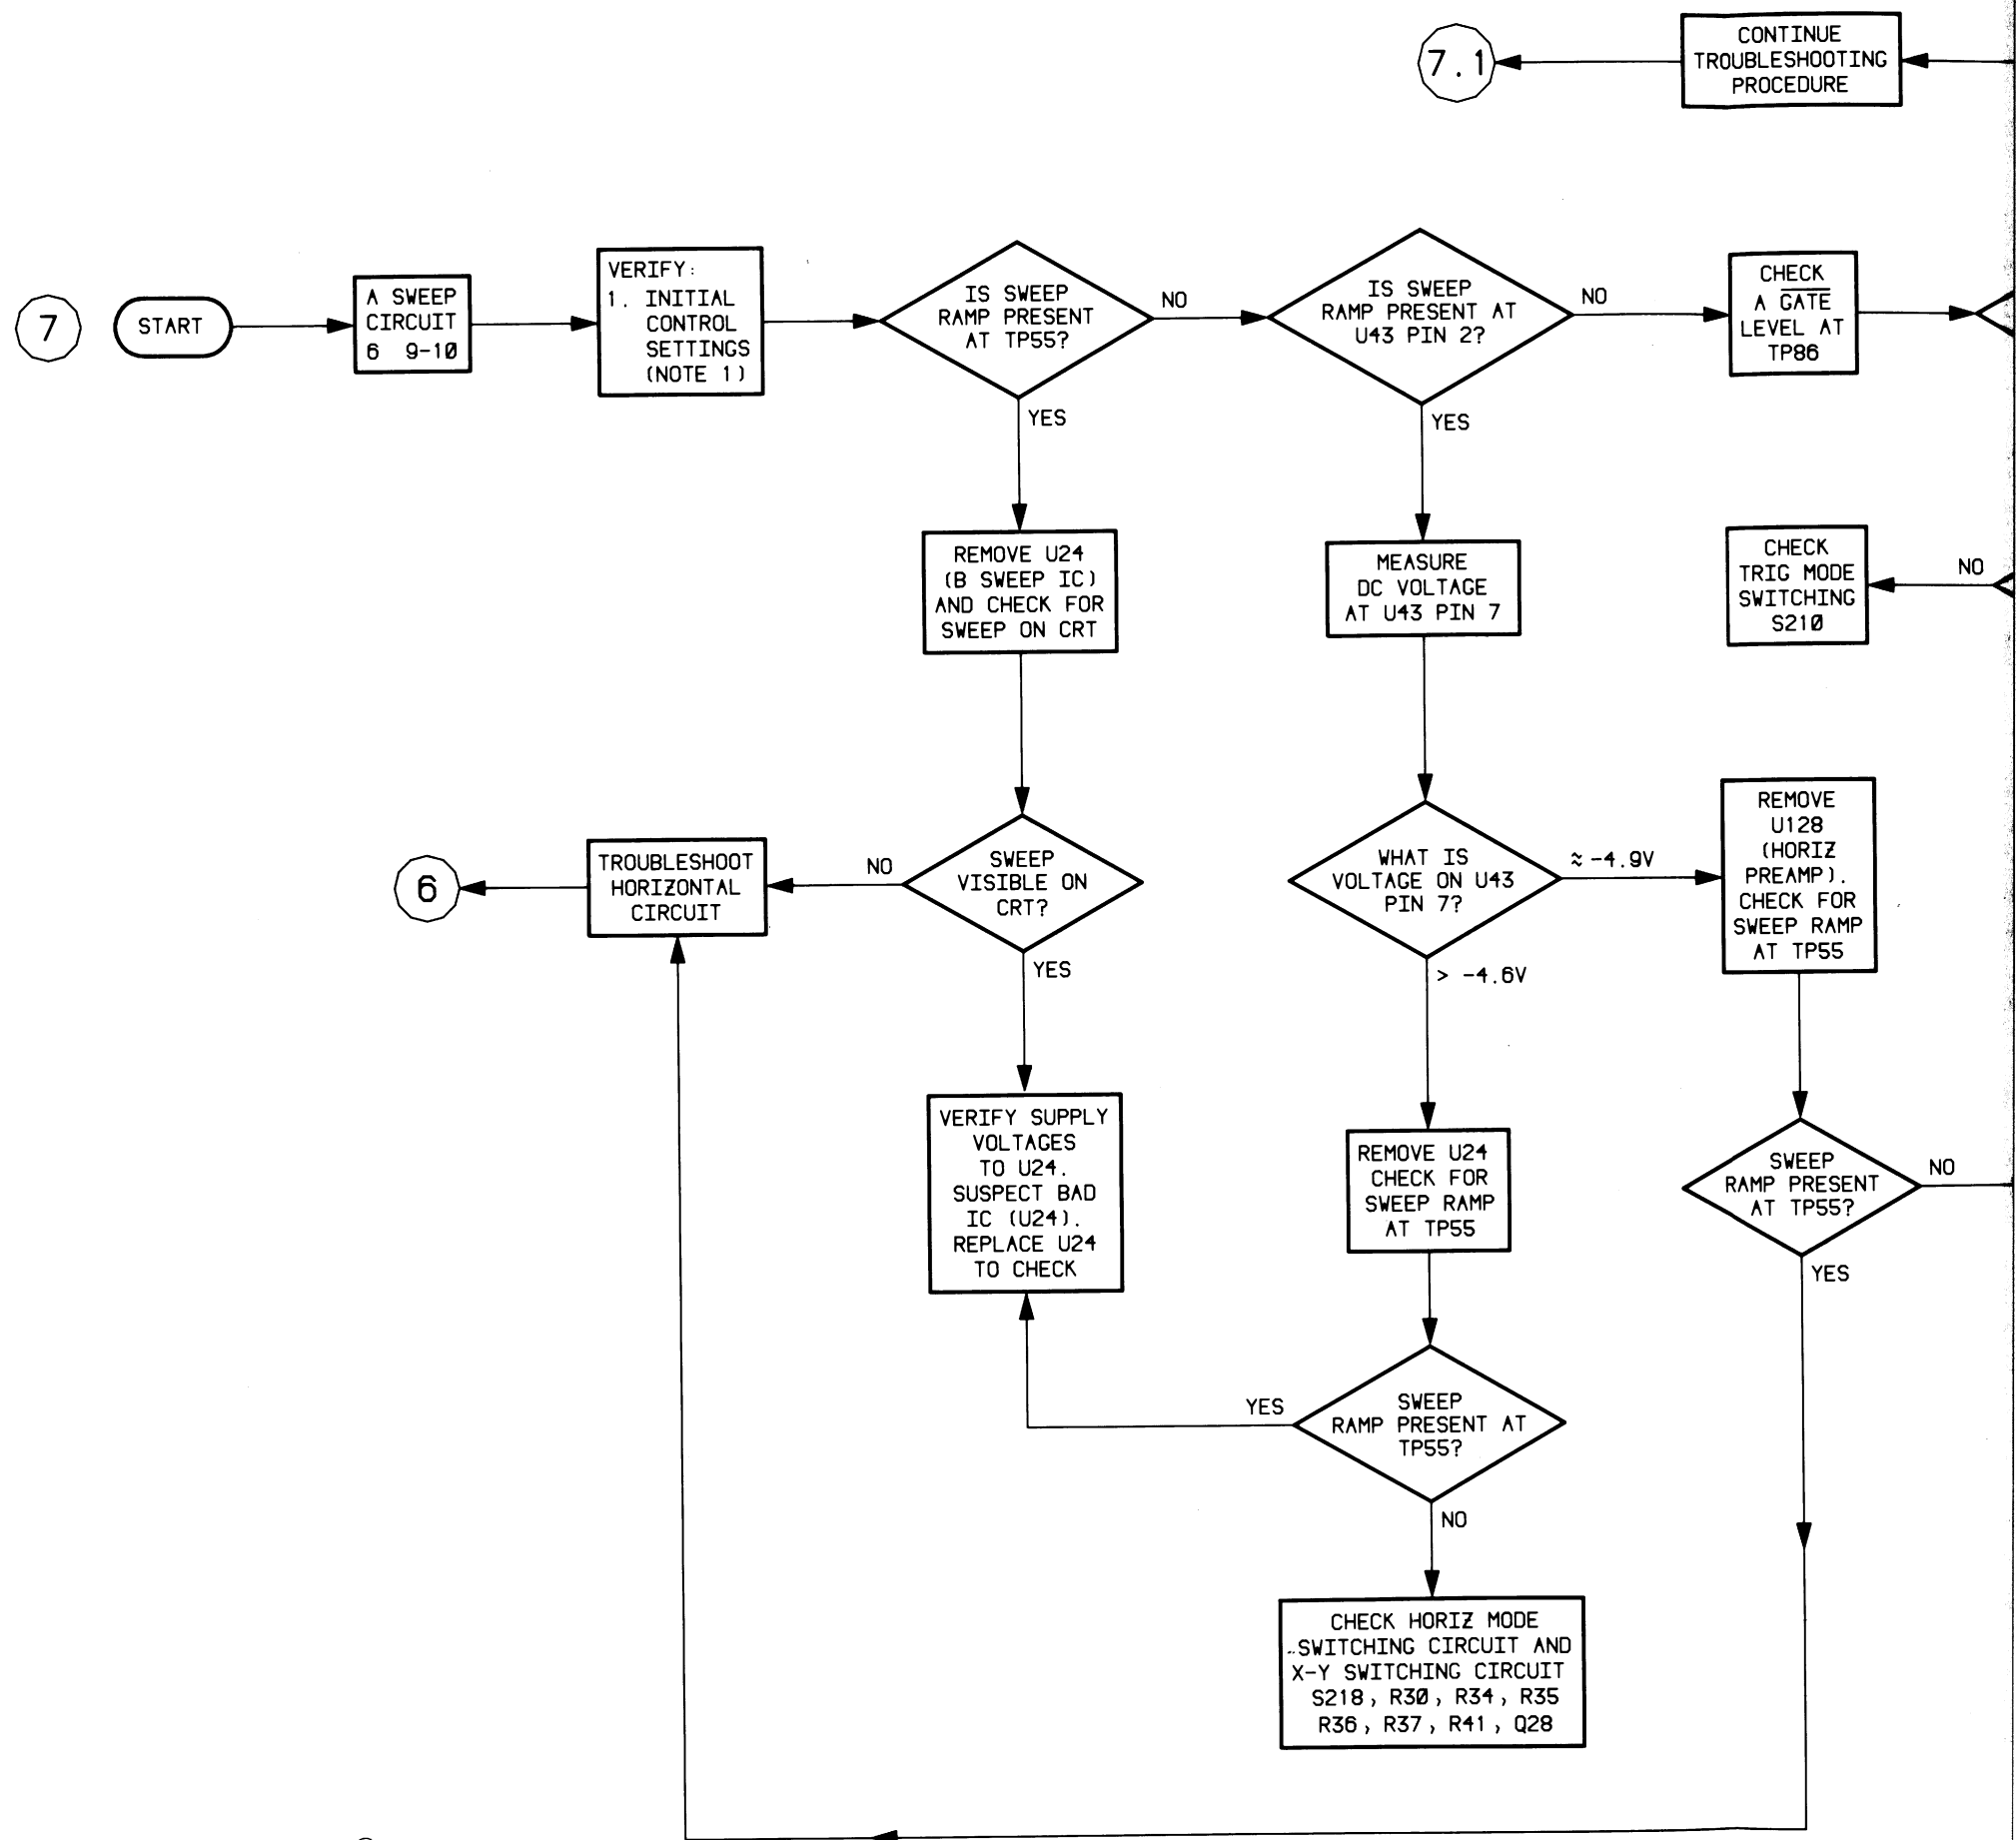 7.1
CONTINUE
TROUBLESHOOTING
PROCEDURE
7
START
A SWEEP
CIRCUIT
6 9-10
VERIFY:
1. INITIAL
CONTROL
SETTINGS
(NOTE 1)
IS SWEEP
RAMP PRESENT
AT TP55?
NO
YES
IS SWEEP
RAMP PRESENT AT
U43 PIN 2?
NO
YES
CHECK
A GATE
LEVEL AT
TP86
REMOVE U24
(B SWEEP IC)
AND CHECK FOR
SWEEP ON CRT
MEASURE
DC VOLTAGE
AT U43 PIN 7
CHECK
TRIG MODE
SWITCHING
S210
NO
6
TROUBLESHOOT
HORIZONTAL
CIRCUIT
NO
SWEEP
VISIBLE ON
CRT?
YES
WHAT IS
VOLTAGE ON U43
PIN 7?
≈ -4.9V
> -4.6V
REMOVE
U128
(HORIZ
PREAMP).
CHECK FOR
SWEEP RAMP
AT TP55
VERIFY SUPPLY
VOLTAGES
TO U24.
SUSPECT BAD
IC (U24).
REPLACE U24
TO CHECK
REMOVE U24
CHECK FOR
SWEEP RAMP
AT TP55
SWEEP
RAMP PRESENT
AT TP55?
NO
YES
YES
SWEEP
RAMP PRESENT AT
TP55?
NO
CHECK HORIZ MODE
SWITCHING CIRCUIT AND
X-Y SWITCHING CIRCUIT
S218, R30, R34, R35
R36, R37, R41, Q28